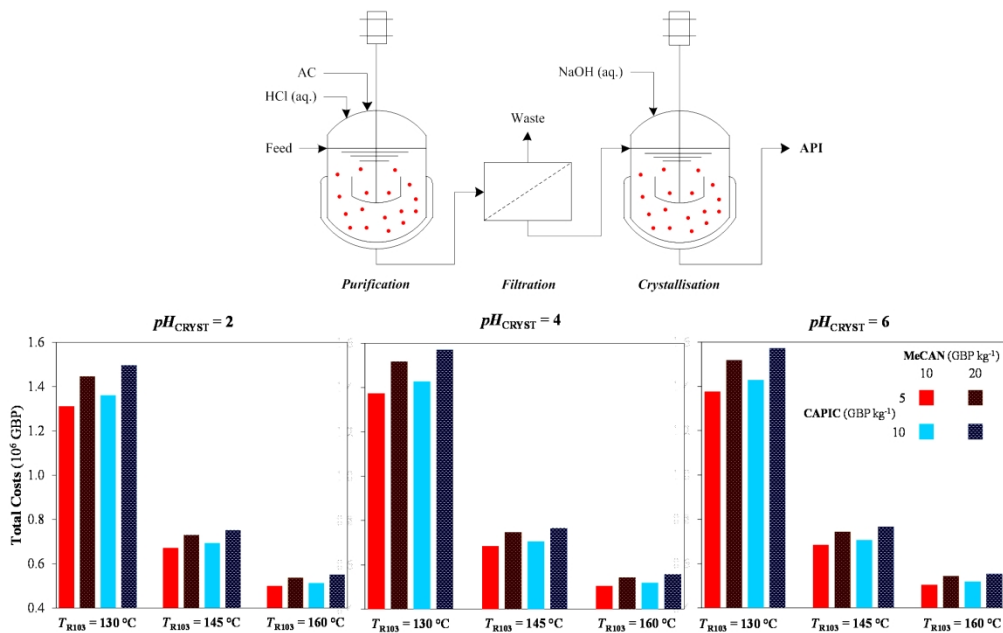 AC
HCl (aq.)
Feed
Waste
NaOH (aq.)
API
Purification
Filtration
Crystallisation
pHCRYST = 2
pHCRYST = 4
pHCRYST = 6
Total Costs (10⁶ GBP)
1.6
1.4
1.2
1.0
0.8
0.6
0.4
MeCAN (GBP kg-1)
10 20
5
CAPIC (GBP kg-1)
10
TR103 = 130 °C TR103 = 145 °C TR103 = 160 °C
TR103 = 130 °C TR103 = 145 °C TR103 = 160 °C
TR103 = 130 °C TR103 = 145 °C TR103 = 160 °C